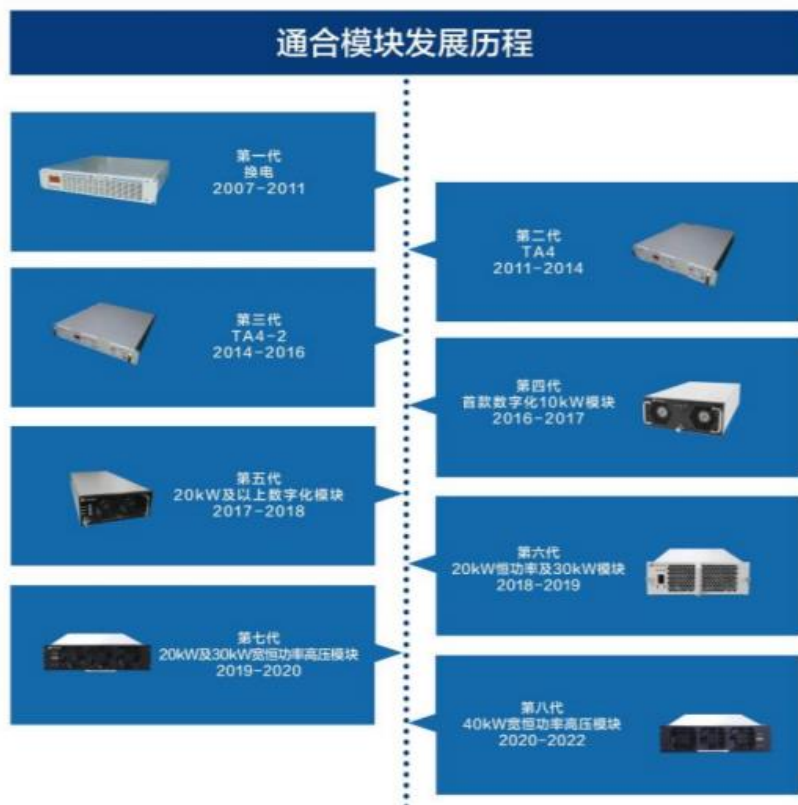 通合模块发展历程
第一代
换电
2007-2011
第二代
TA4
2011-2014
第三代
TA4-2
2014-2016
第四代
首款数字化10kW模块
2016-2017
第五代
20kW及以上数字化模块
2017-2018
第六代
20kW恒功率及30kW模块
2018-2019
第七代
20kW及30kW宽恒功率高压模块
2019-2020
第八代
40kW宽恒功率高压模块
2020-2022